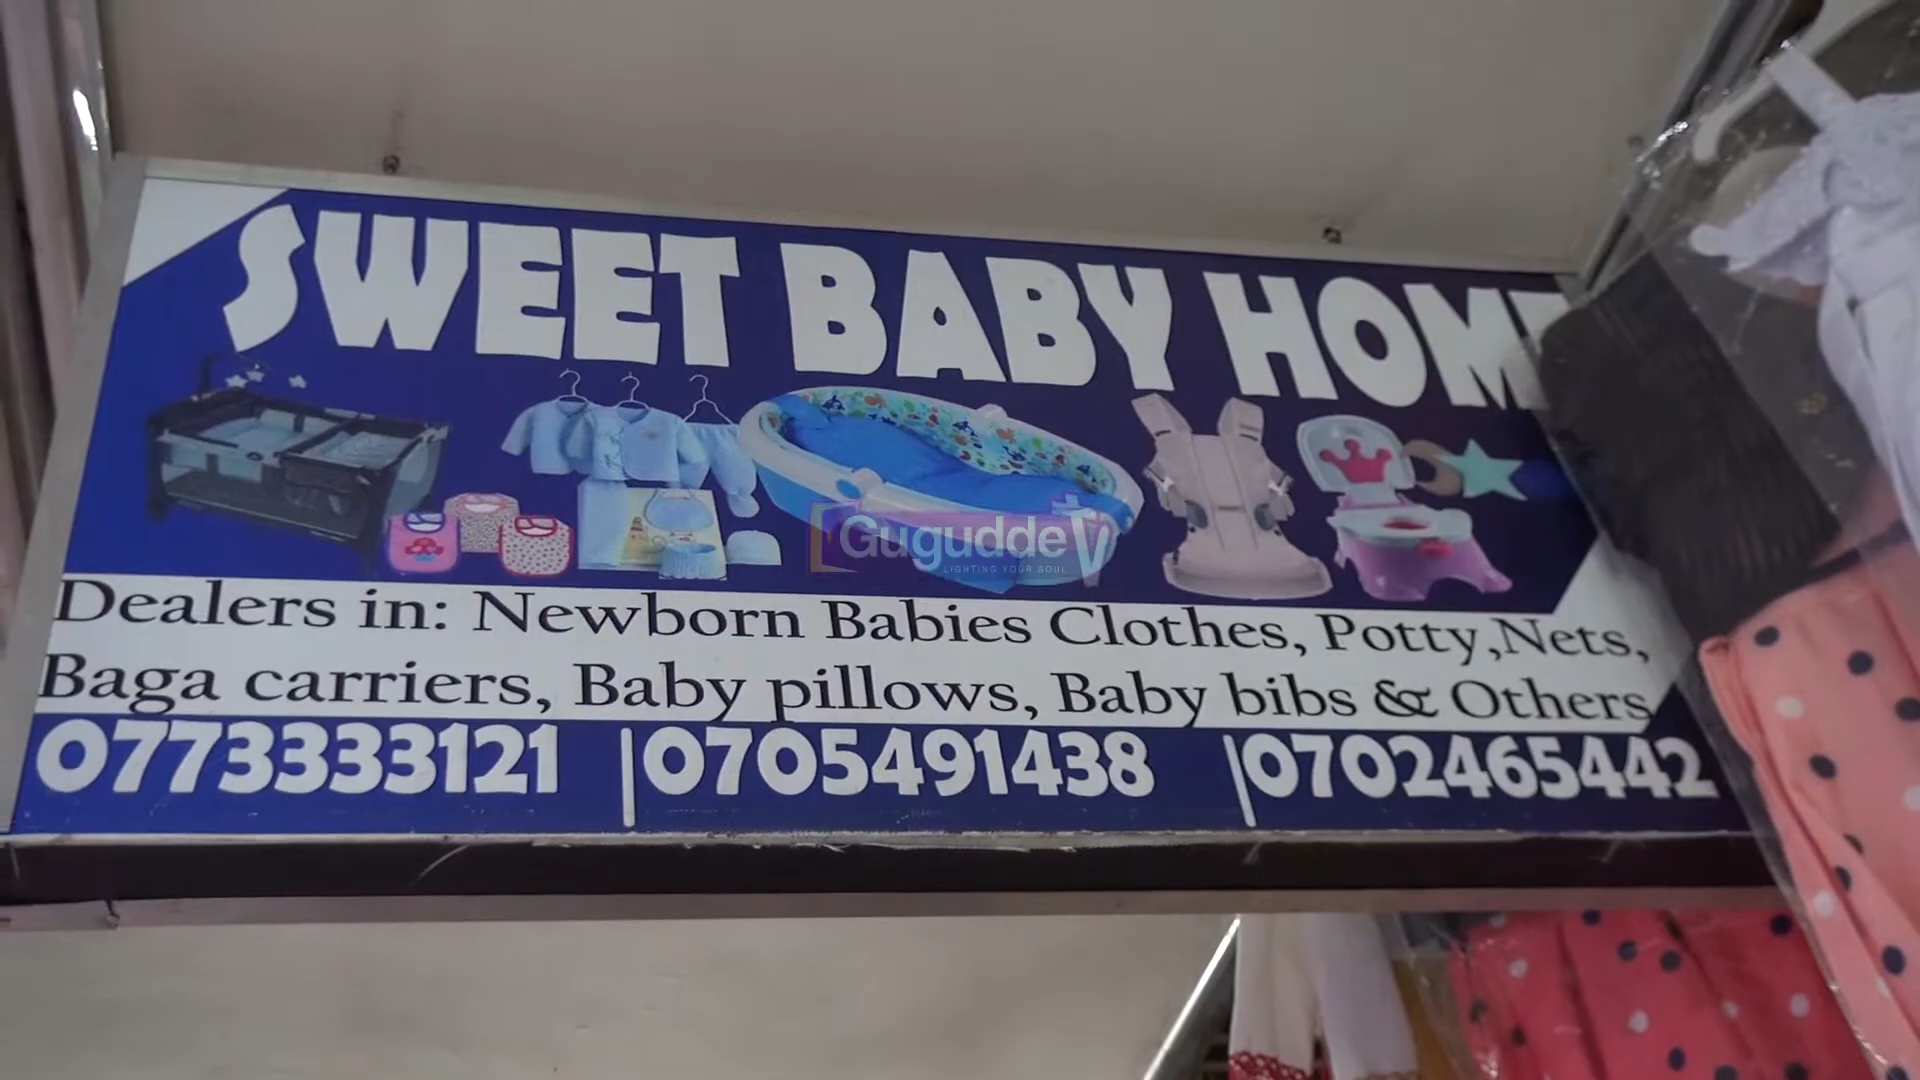 SWEET BABY HOME
Gugudde TV
LIGHTING YOUR SOUL
Dealers in: Newborn Babies Clothes, Potty,Nets,
Baga carriers, Baby pillows, Baby bibs & Others
0773333121 |0705491438 |0702465442